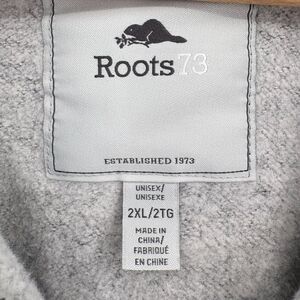 Roots73
ESTABLISHED 1973
UNISEX/
UNISEXE
2XL/2TG
MADE IN
CHINA/
FABRIQUÉ
EN CHINE